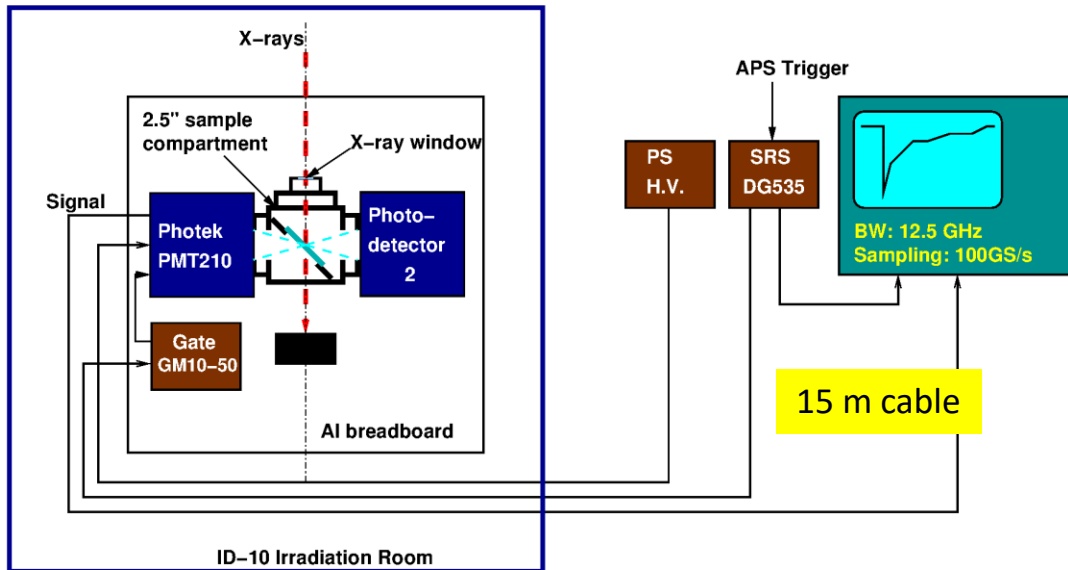 X-rays
2.5" sample
compartment
X-ray window
Signal
Photek
PMT210
Photo-
detector
2
Gate
GM10-50
Al breadboard
ID-10 Irradiation Room
APS Trigger
PS
H.V.
SRS
DG535
BW: 12.5 GHz
Sampling: 100GS/s
15 m cable